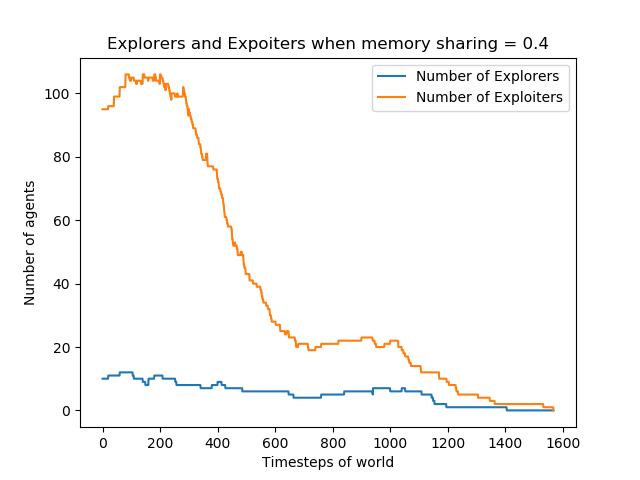 Explorers and Expoiters when memory sharing = 0.4
Number of Explorers
Number of Exploiters
Number of agents
100
80
60
40
20
0
0 200 400 600 800 1000 1200 1400 1600
Timesteps of world